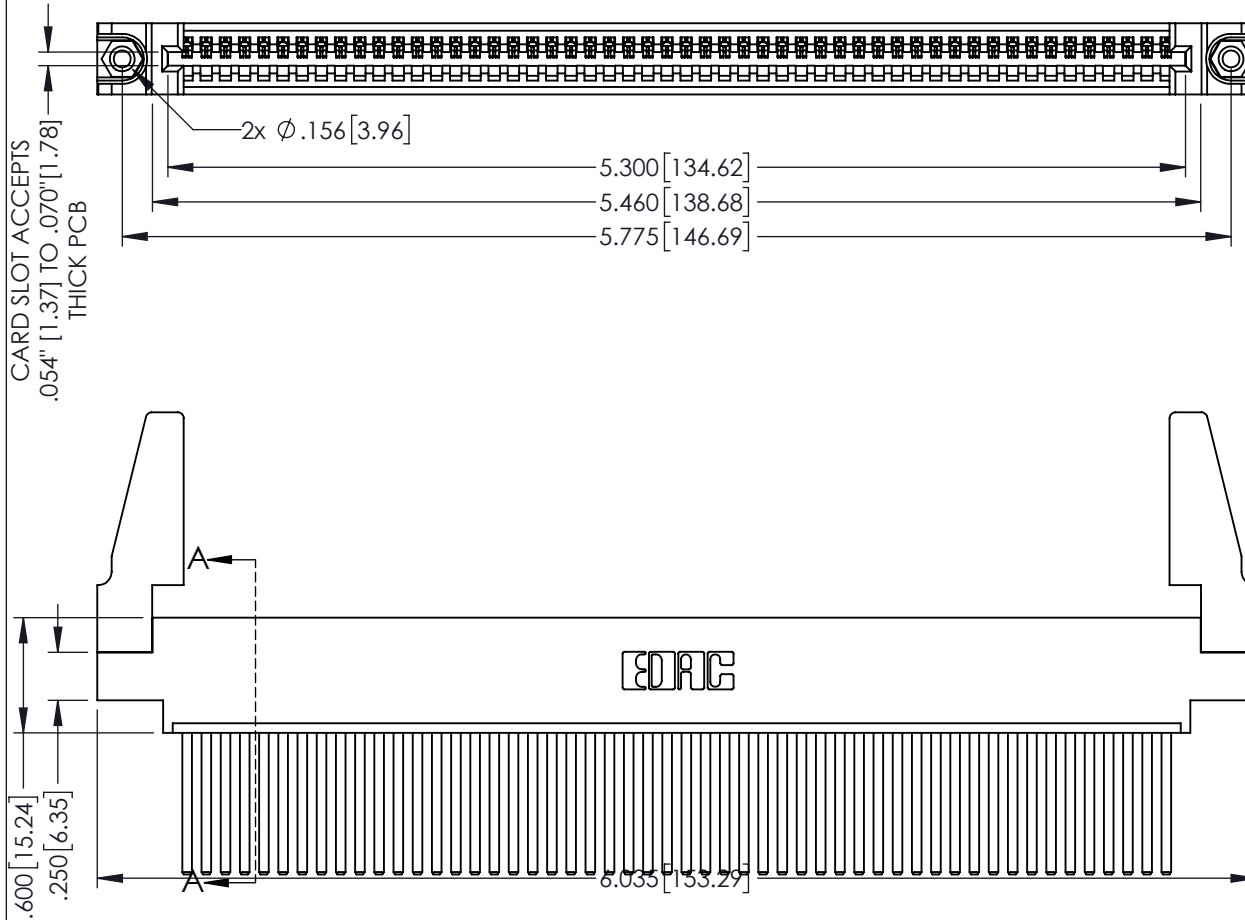 2x ⌀ .156[3.96]
5.300[134.62]
5.460[138.68]
5.775[146.69]
CARD SLOT ACCEPTS
.054" [1.37] TO .070"[1.78]
THICK PCB
A
EDAC
.600 [15.24]
.250[6.35]
A
6.035[153.29]